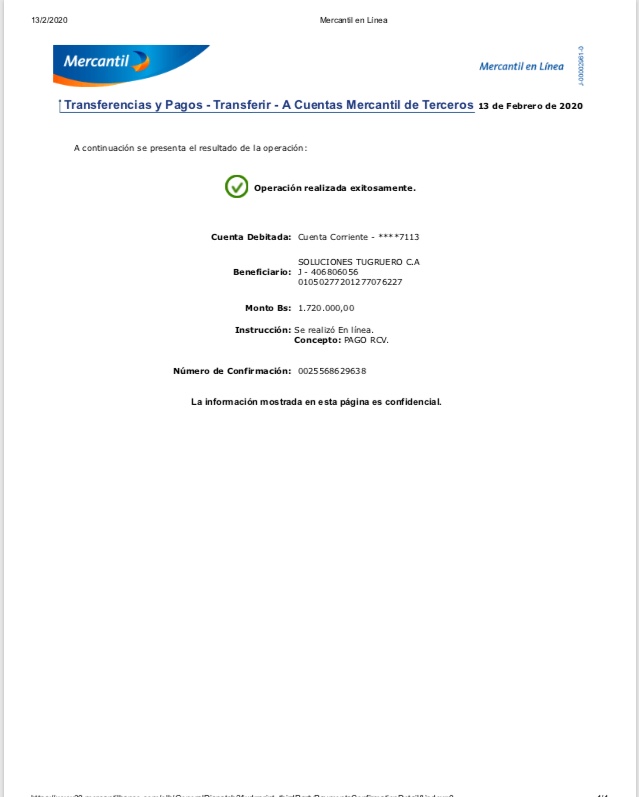 13/2/2020 Mercantil en Línea
Mercantil
Mercantil en Línea
J-00002961-0
Transferencias y Pagos - Transferir - A Cuentas Mercantil de Terceros 13 de Febrero de 2020
A continuación se presenta el resultado de la operación:
Operación realizada exitosamente.
Cuenta Debitada: Cuenta Corriente - ****7113
SOLUCIONES TUGRUERO C.A
Beneficiario: J - 406806056
01050277201277076227
Monto Bs: 1.720.000,00
Instrucción: Se realizó En línea.
Concepto: PAGO RCV.
Número de Confirmación: 0025568629638
La información mostrada en esta página es confidencial.